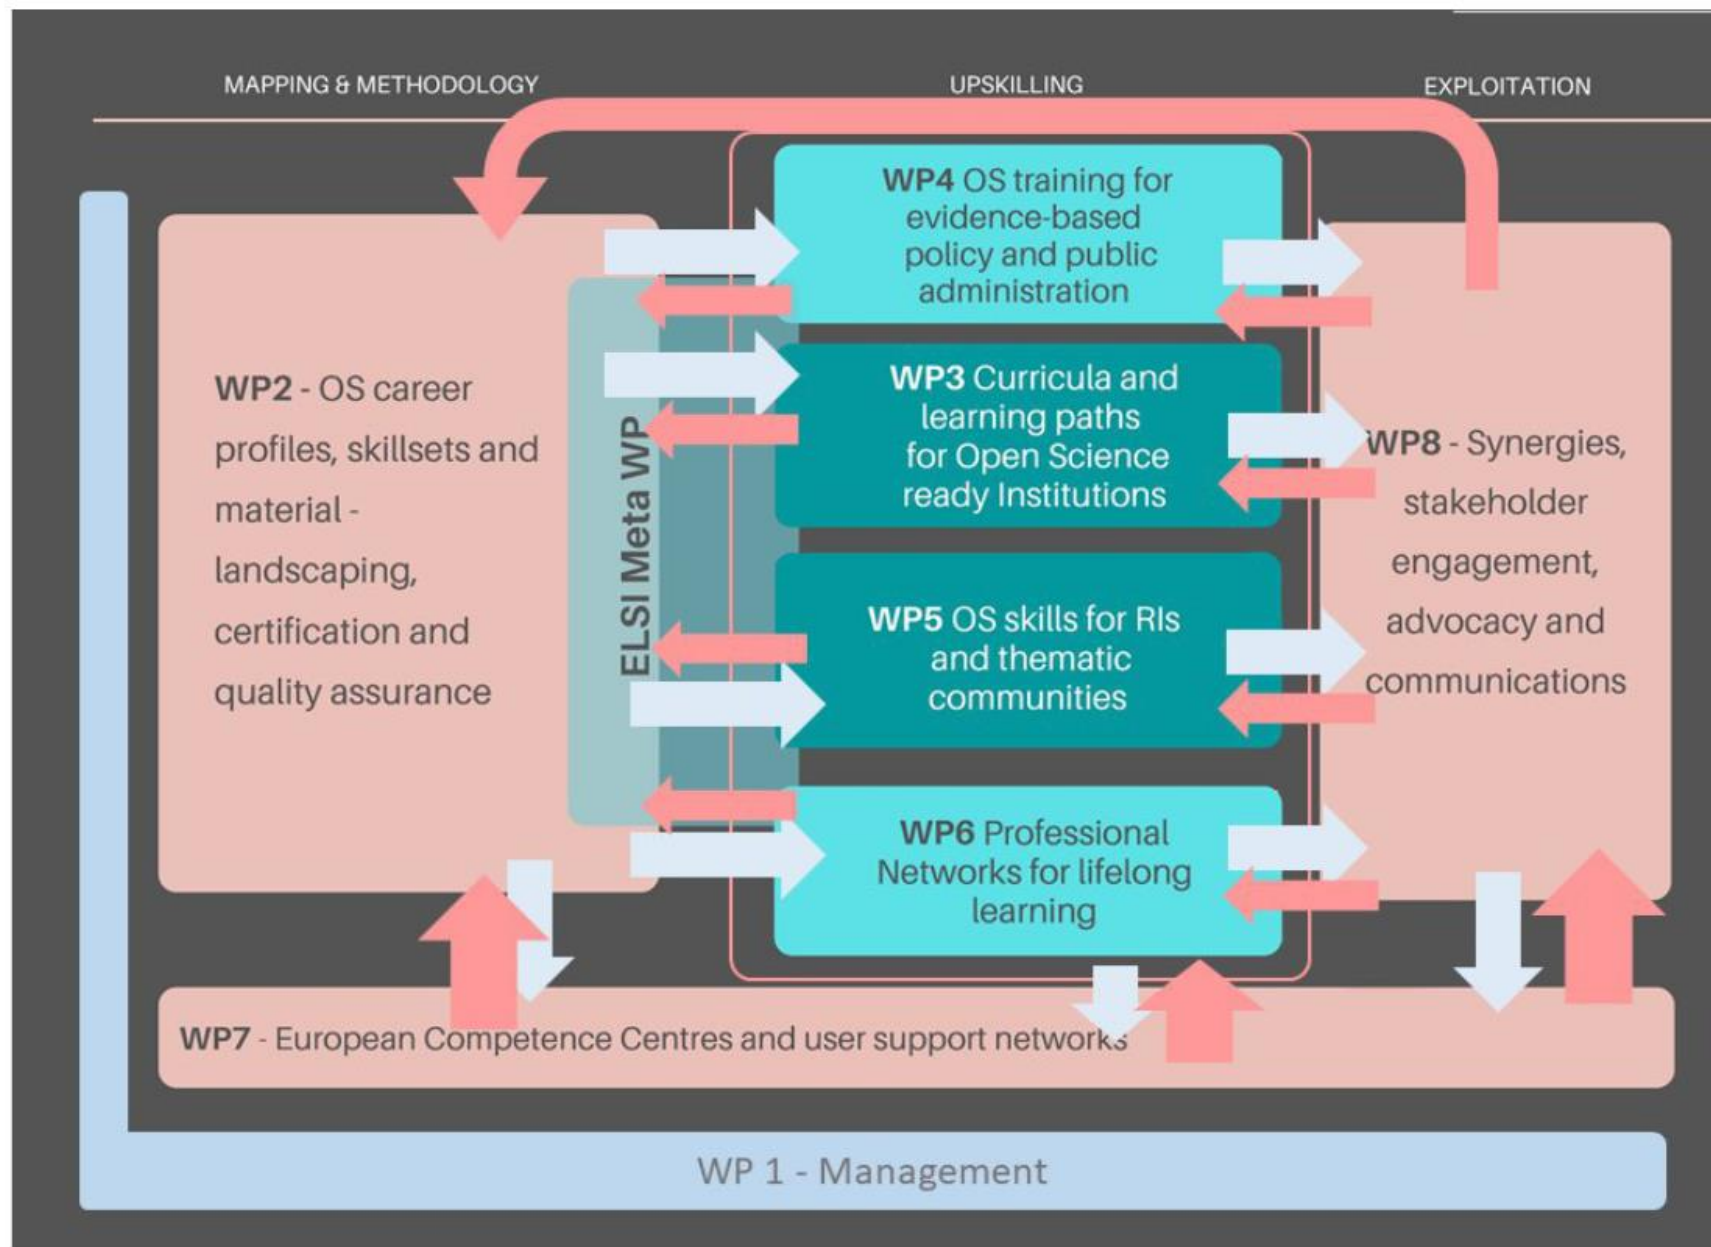 MAPPING & METHODOLOGY
UPSKILLING
EXPLOITATION
WP2 - OS career
profiles, skillsets and
material -
landscaping,
certification and
quality assurance
ELSI Meta WP
WP4 OS training for
evidence-based
policy and public
administration
WP3 Curricula and
learning paths
for Open Science
ready Institutions
WP5 OS skills for RIs
and thematic
communities
WP6 Professional
Networks for lifelong
learning
WP8 - Synergies,
stakeholder
engagement,
advocacy and
communications
WP7 - European Competence Centres and user support networks
WP 1 - Management